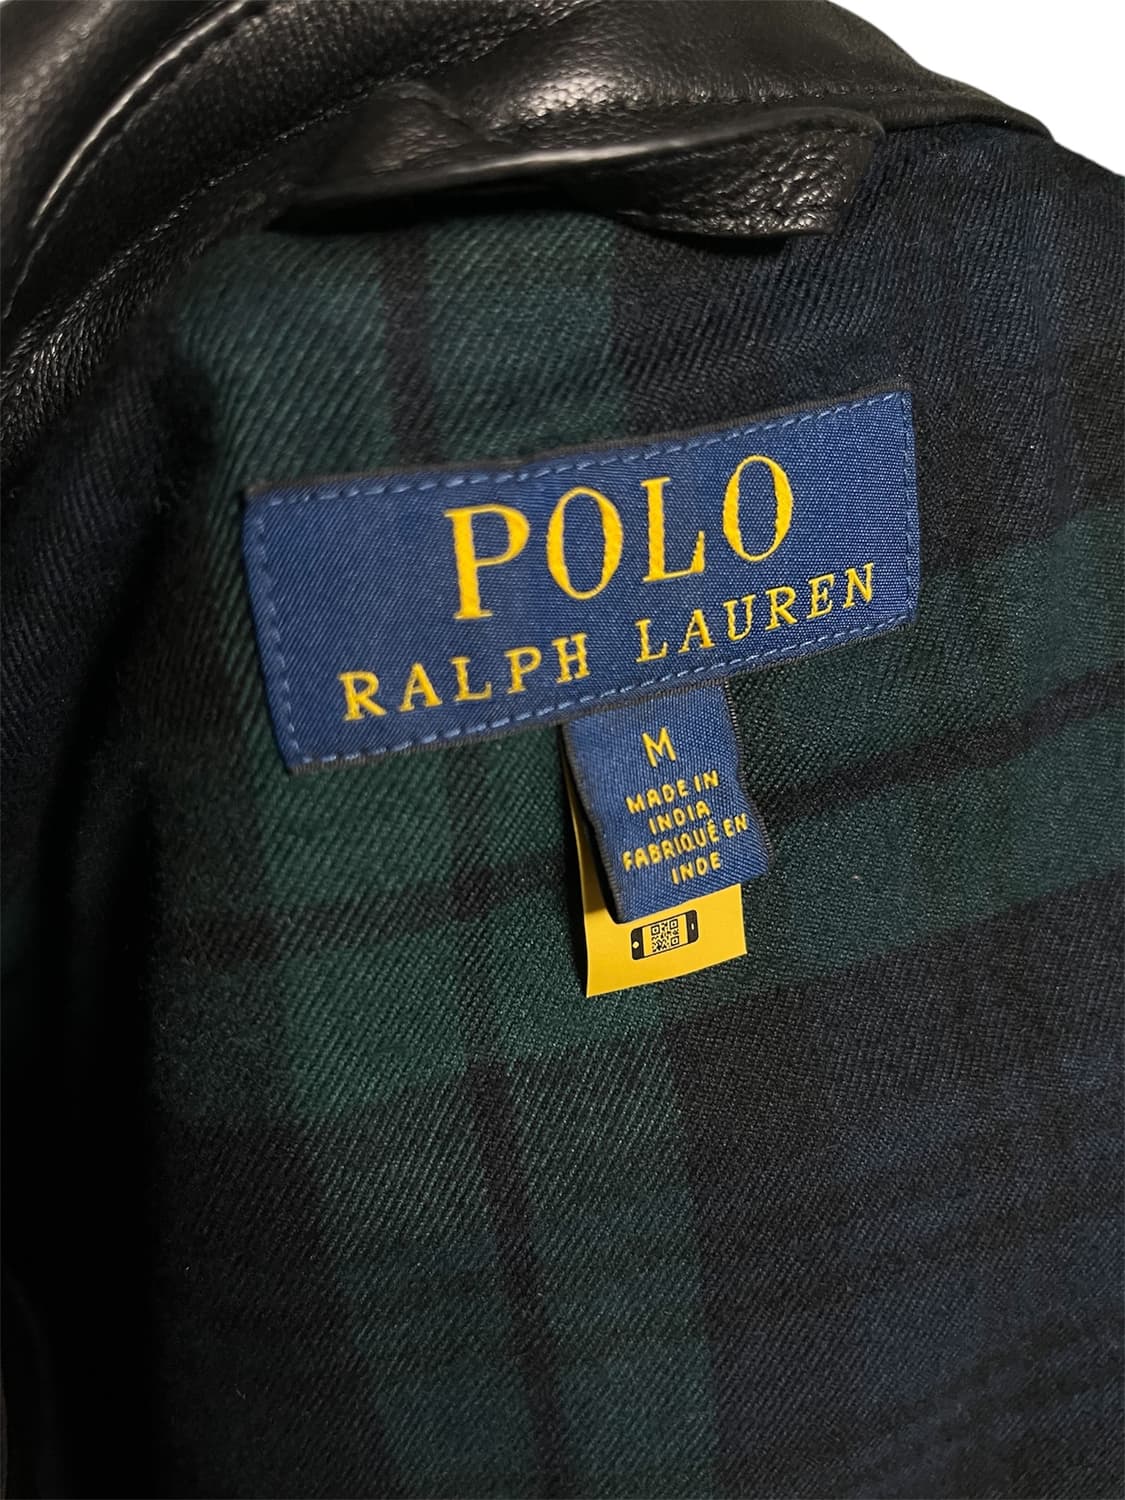 POLO
RALPH LAUREN
M
MADE IN
INDIA
FABRIQUÉ EN
INDE